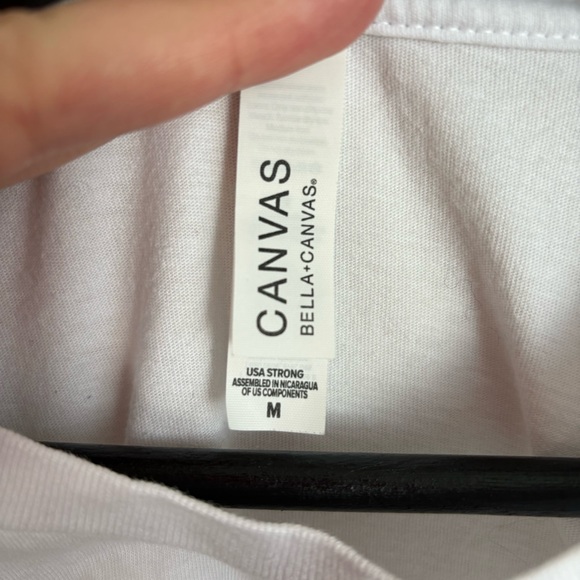 CANVAS
BELLA+CANVAS®
USA STRONG
ASSEMBLED IN NICARAGUA
OF US COMPONENTS
M